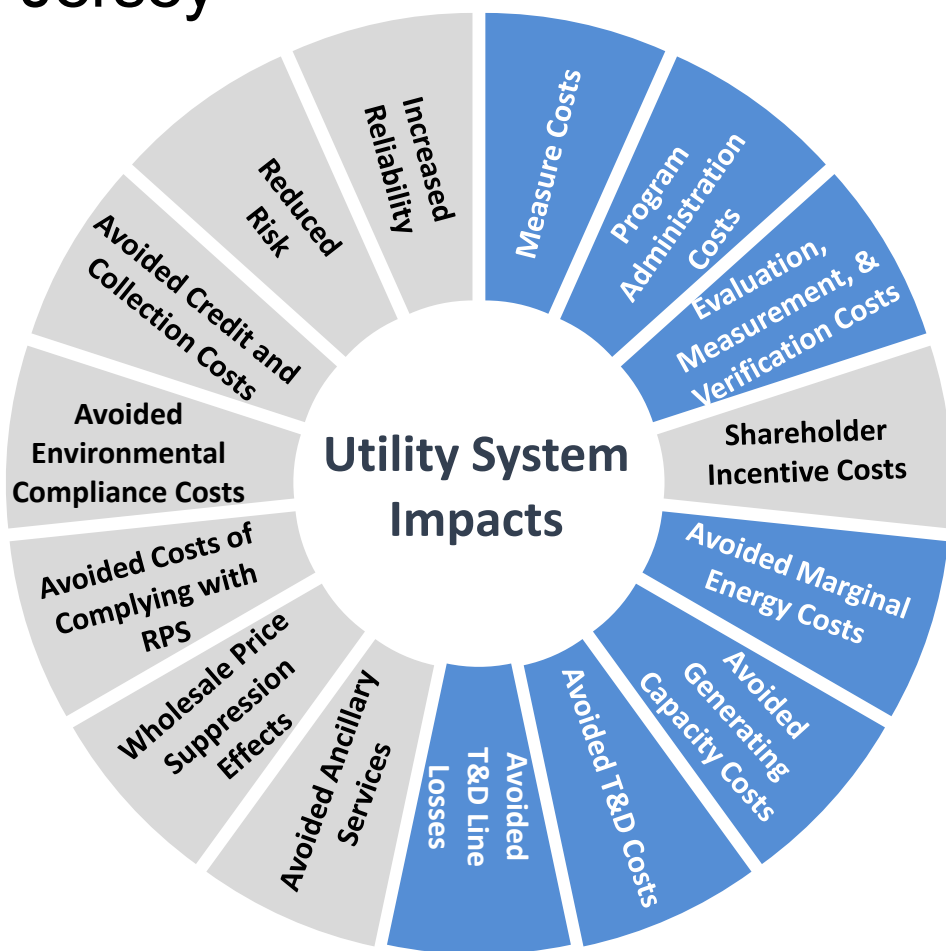 Jersey
Measure Costs
Program
Administration
Costs
Evaluation,
Measurement, &
Verification Costs
Shareholder
Incentive Costs
Avoided Marginal
Energy Costs
Avoided
Generating
Capacity Costs
Avoided T&D Costs
Avoided
T&D Line
Losses
Avoided Ancillary
Services
Wholesale Price
Suppression
Effects
Avoided Costs of
Complying with
RPS
Avoided
Environmental
Compliance Costs
Avoided Credit and
Collection Costs
Reduced
Risk
Increased
Reliability
Utility System
Impacts